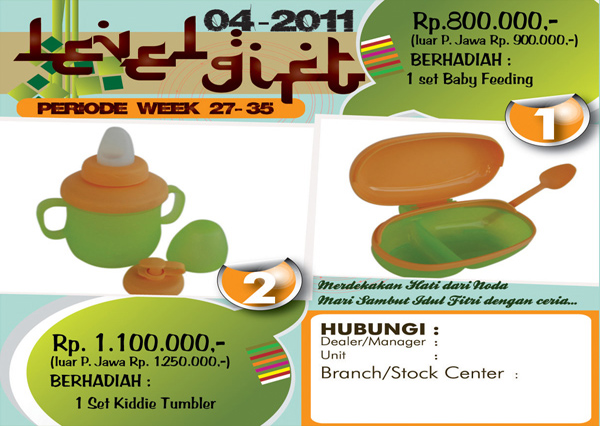 04-2011
Level
gift
PERIODE WEEK 27-35
Rp.800.000,-
(luar P. Jawa Rp. 900.000,-)
BERHADIAH :
1 set Baby Feeding
1
2
Merdekakan Hati dari Noda
Mari Sambut Idul Fitri dengan ceria...
Rp. 1.100.000,-
(luar P. Jawa Rp. 1.250.000,-)
BERHADIAH :
1 Set Kiddie Tumbler
HUBUNGI :
Dealer/Manager :
Unit :
Branch/Stock Center :